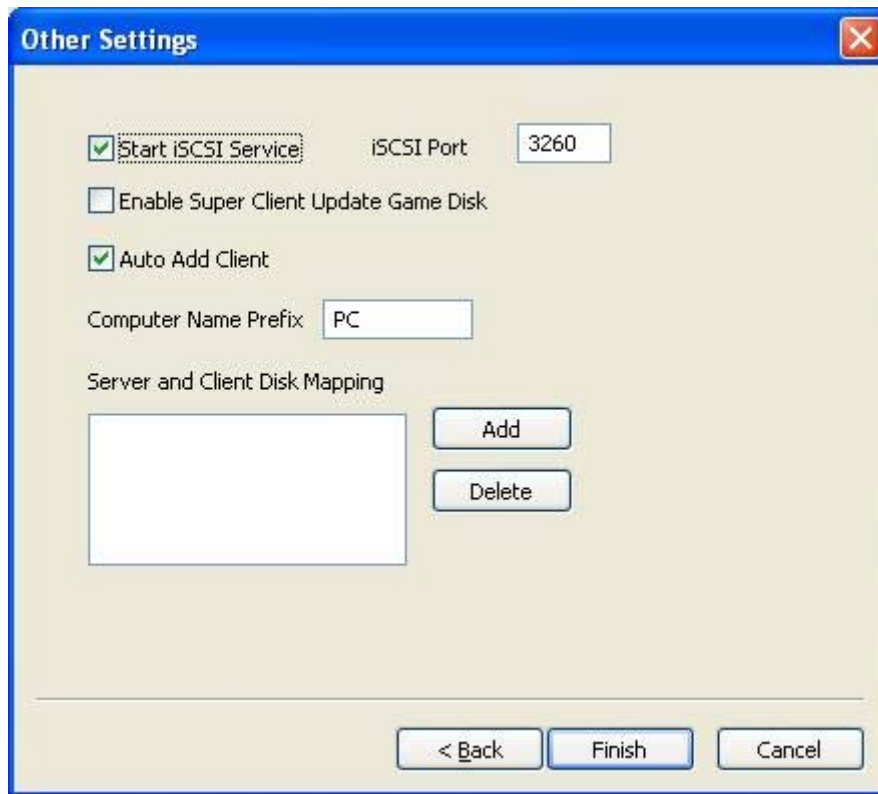 Other Settings
Start iSCSI Service iSCSI Port 3260
Enable Super Client Update Game Disk
Auto Add Client
Computer Name Prefix PC
Server and Client Disk Mapping
Add
Delete
< Back Finish Cancel